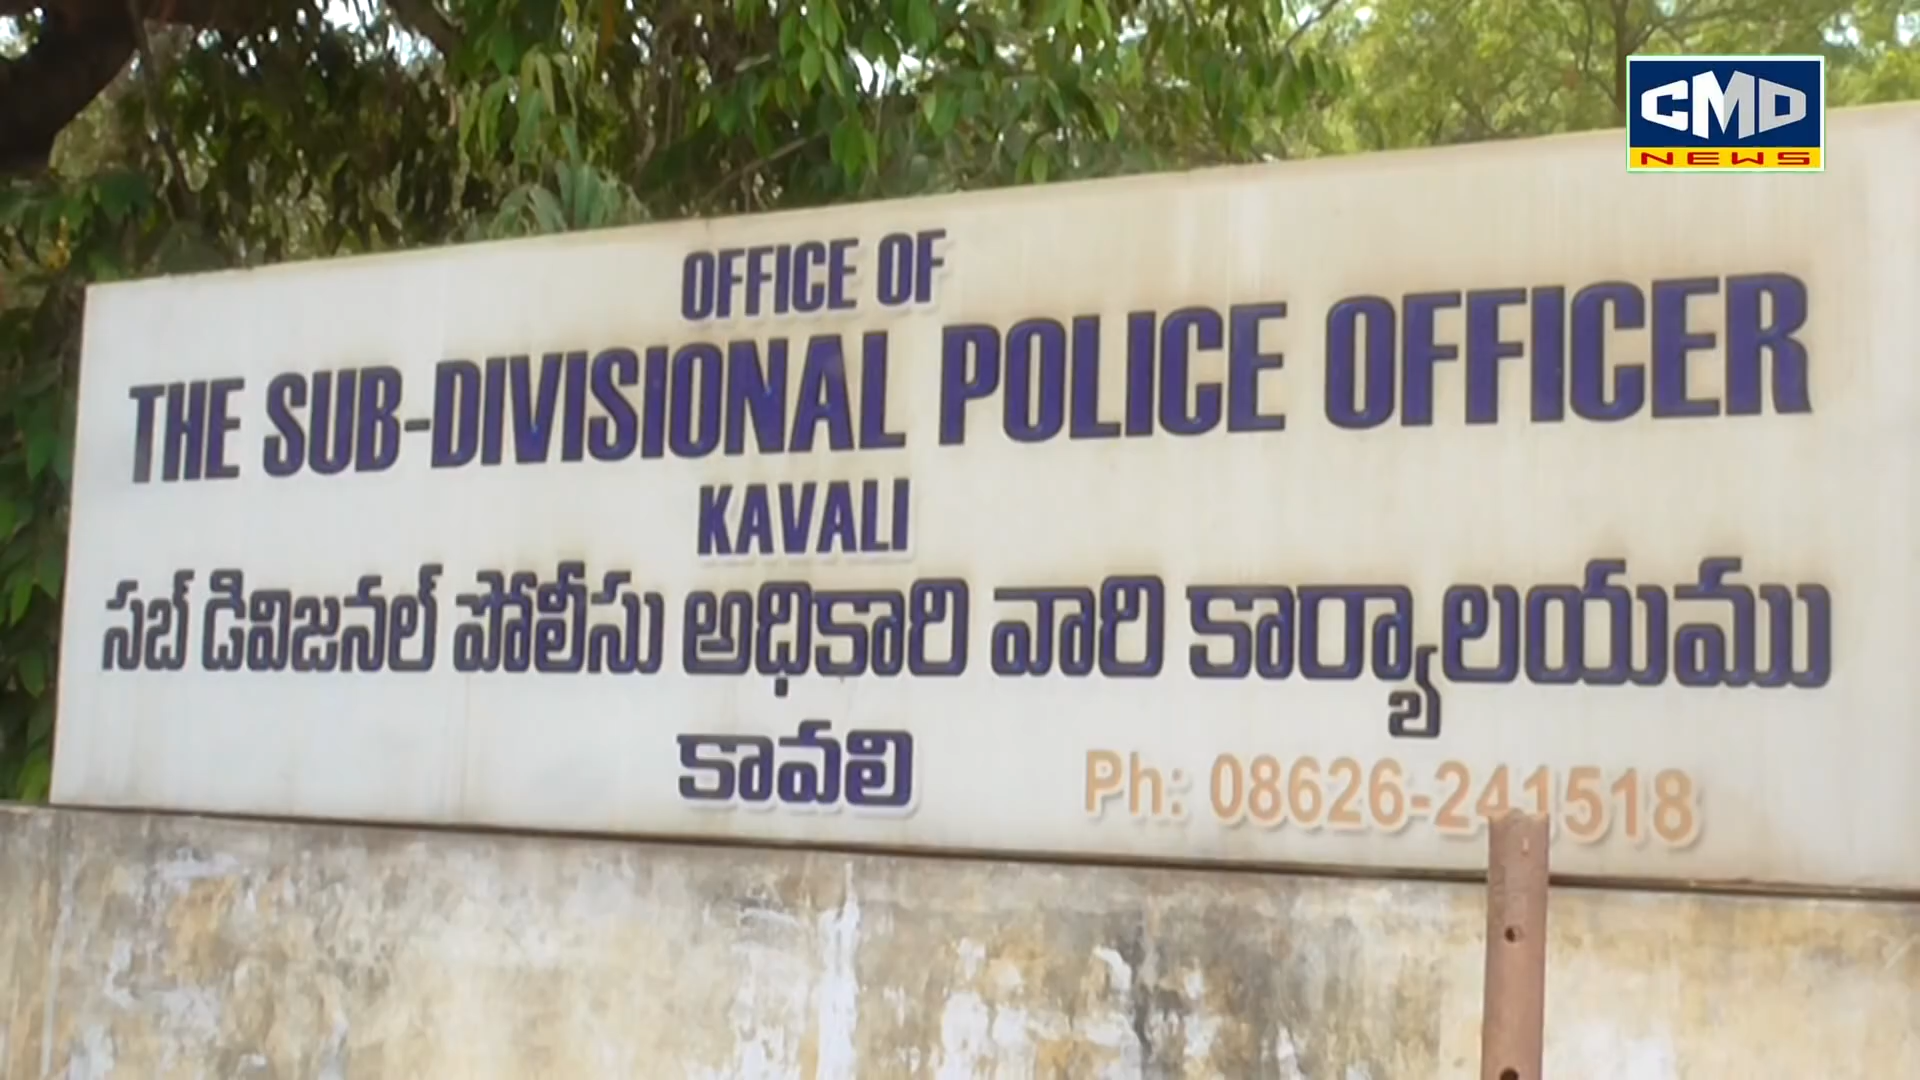 CMD
NEWS
OFFICE OF
THE SUB-DIVISIONAL POLICE OFFICER
KAVALI
సబ్ డివిజనల్ పోలీసు అధికారి వారి కార్యాలయము
కావలి
Ph: 08626-241518